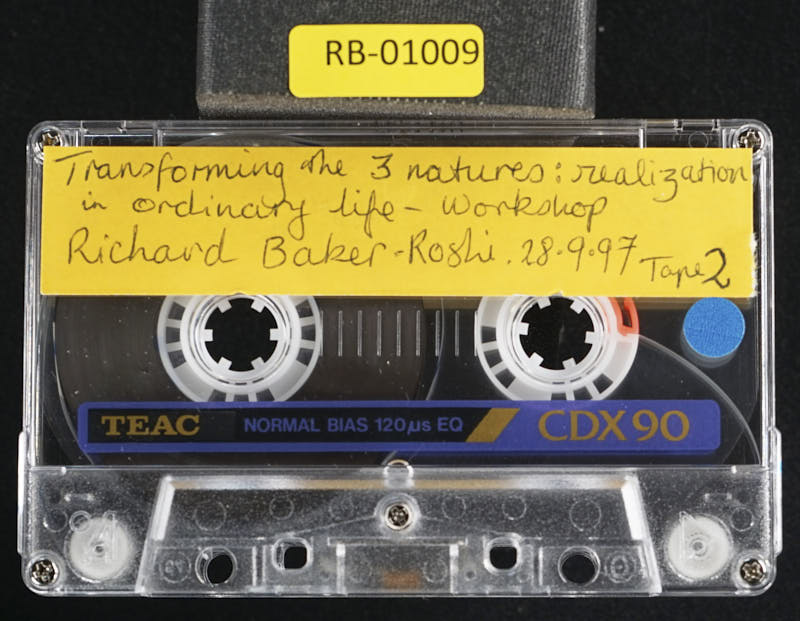 RB-01009
Transforming the 3 natures: realization
in ordinary life - Workshop
Richard Baker-Roshi. 28.9.97 Tape 2
TEAC NORMAL BIAS 120µs EQ CDX 90